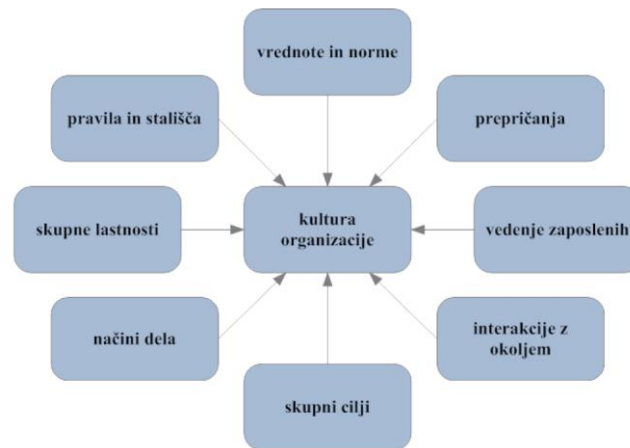 vrednote in norme
pravila in stališča
prepričanja
skupne lastnosti
kultura
organizacije
vedenje zaposlenih
načini dela
interakcije z
okoljem
skupni cilji